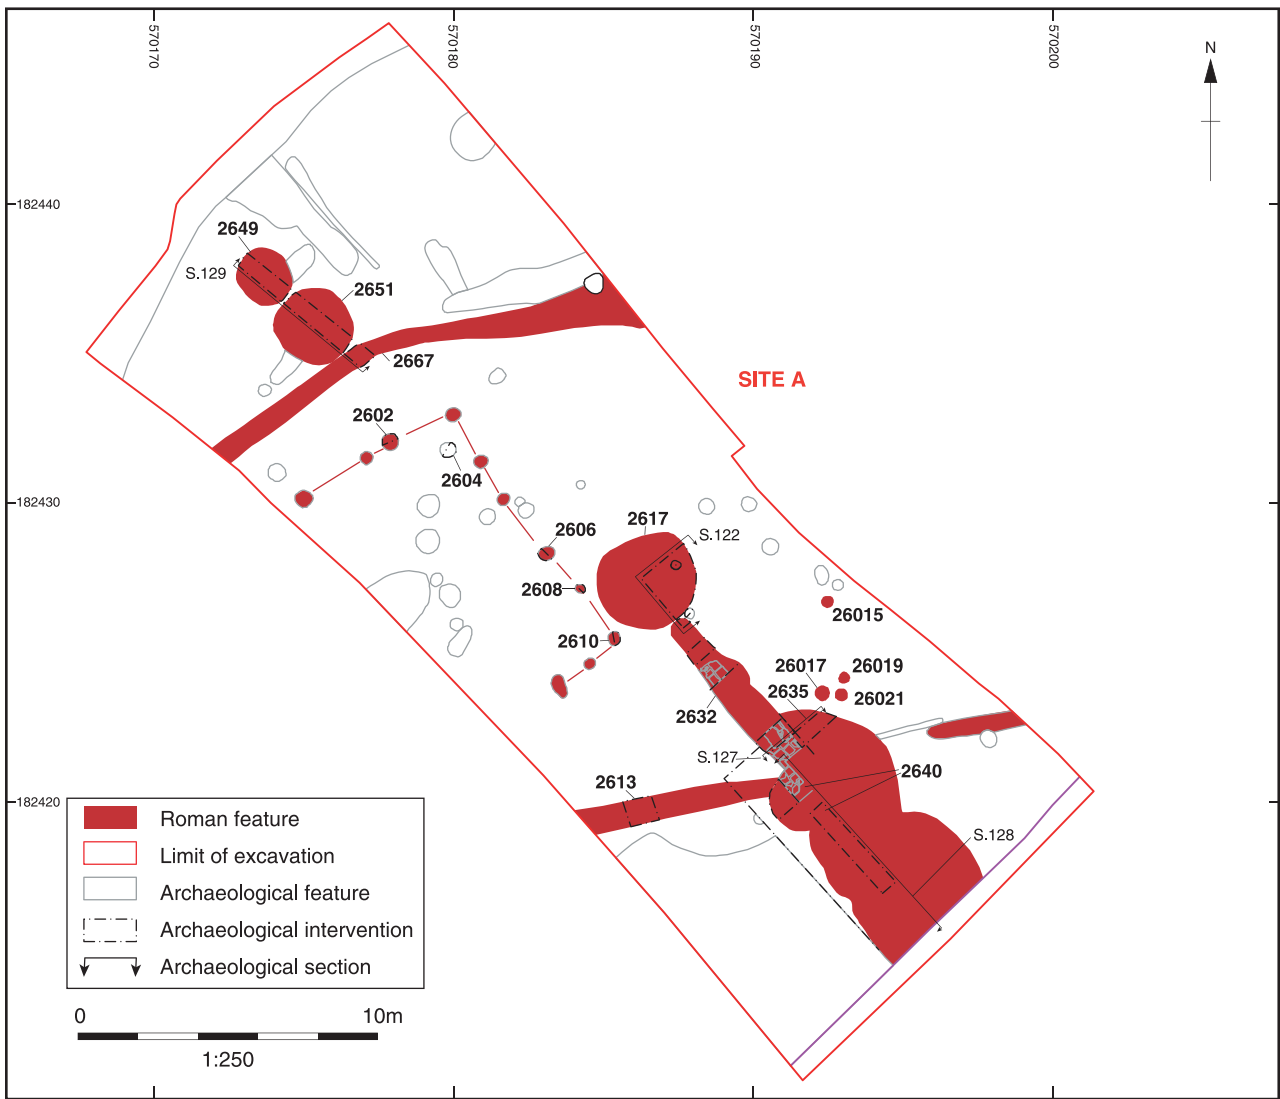 570170
570180
570190
570200
N
182440
2649
S.129
2651
2667
SITE A
2602
2604
182430
2617
S.122
2606
2608
26015
2610
26017
26019
2635
26021
2632
S.127
2640
2613
182420
S.128
Roman feature
Limit of excavation
Archaeological feature
Archaeological intervention
Archaeological section
0
10m
1:250